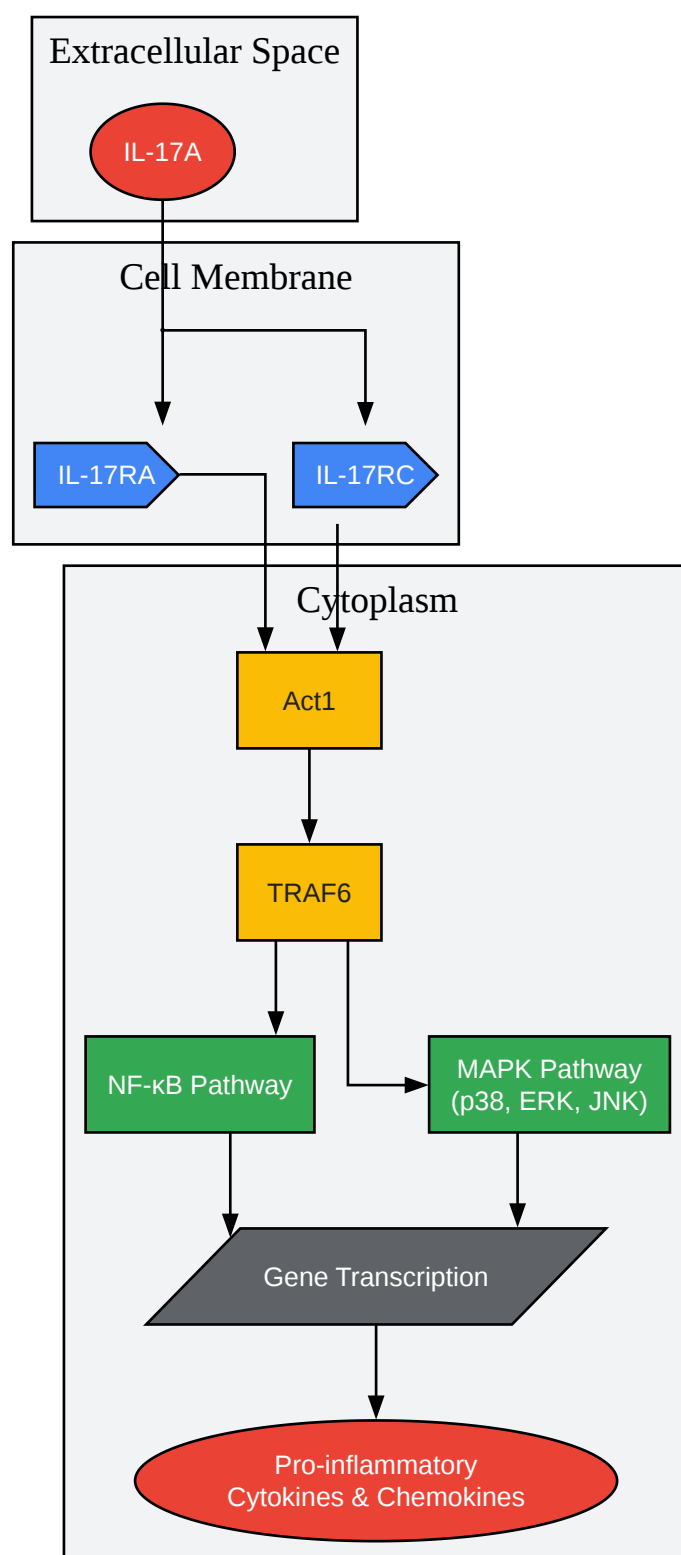 Extracellular Space
IL-17A
Cell Membrane
IL-17RA
IL-17RC
Cytoplasm
Act1
TRAF6
NF-κB Pathway
MAPK Pathway
(p38, ERK, JNK)
Gene Transcription
Pro-inflammatory
Cytokines & Chemokines